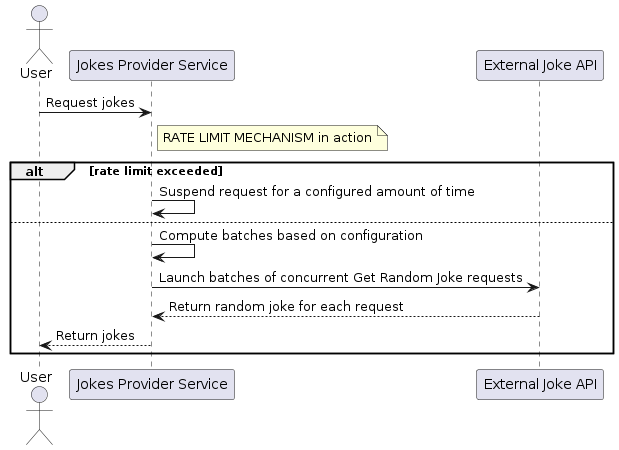 User
Jokes Provider Service
External Joke API
Request jokes
RATE LIMIT MECHANISM in action
alt
[rate limit exceeded]
Suspend request for a configured amount of time
Compute batches based on configuration
Launch batches of concurrent Get Random Joke requests
Return random joke for each request
Return jokes
User
Jokes Provider Service
External Joke API